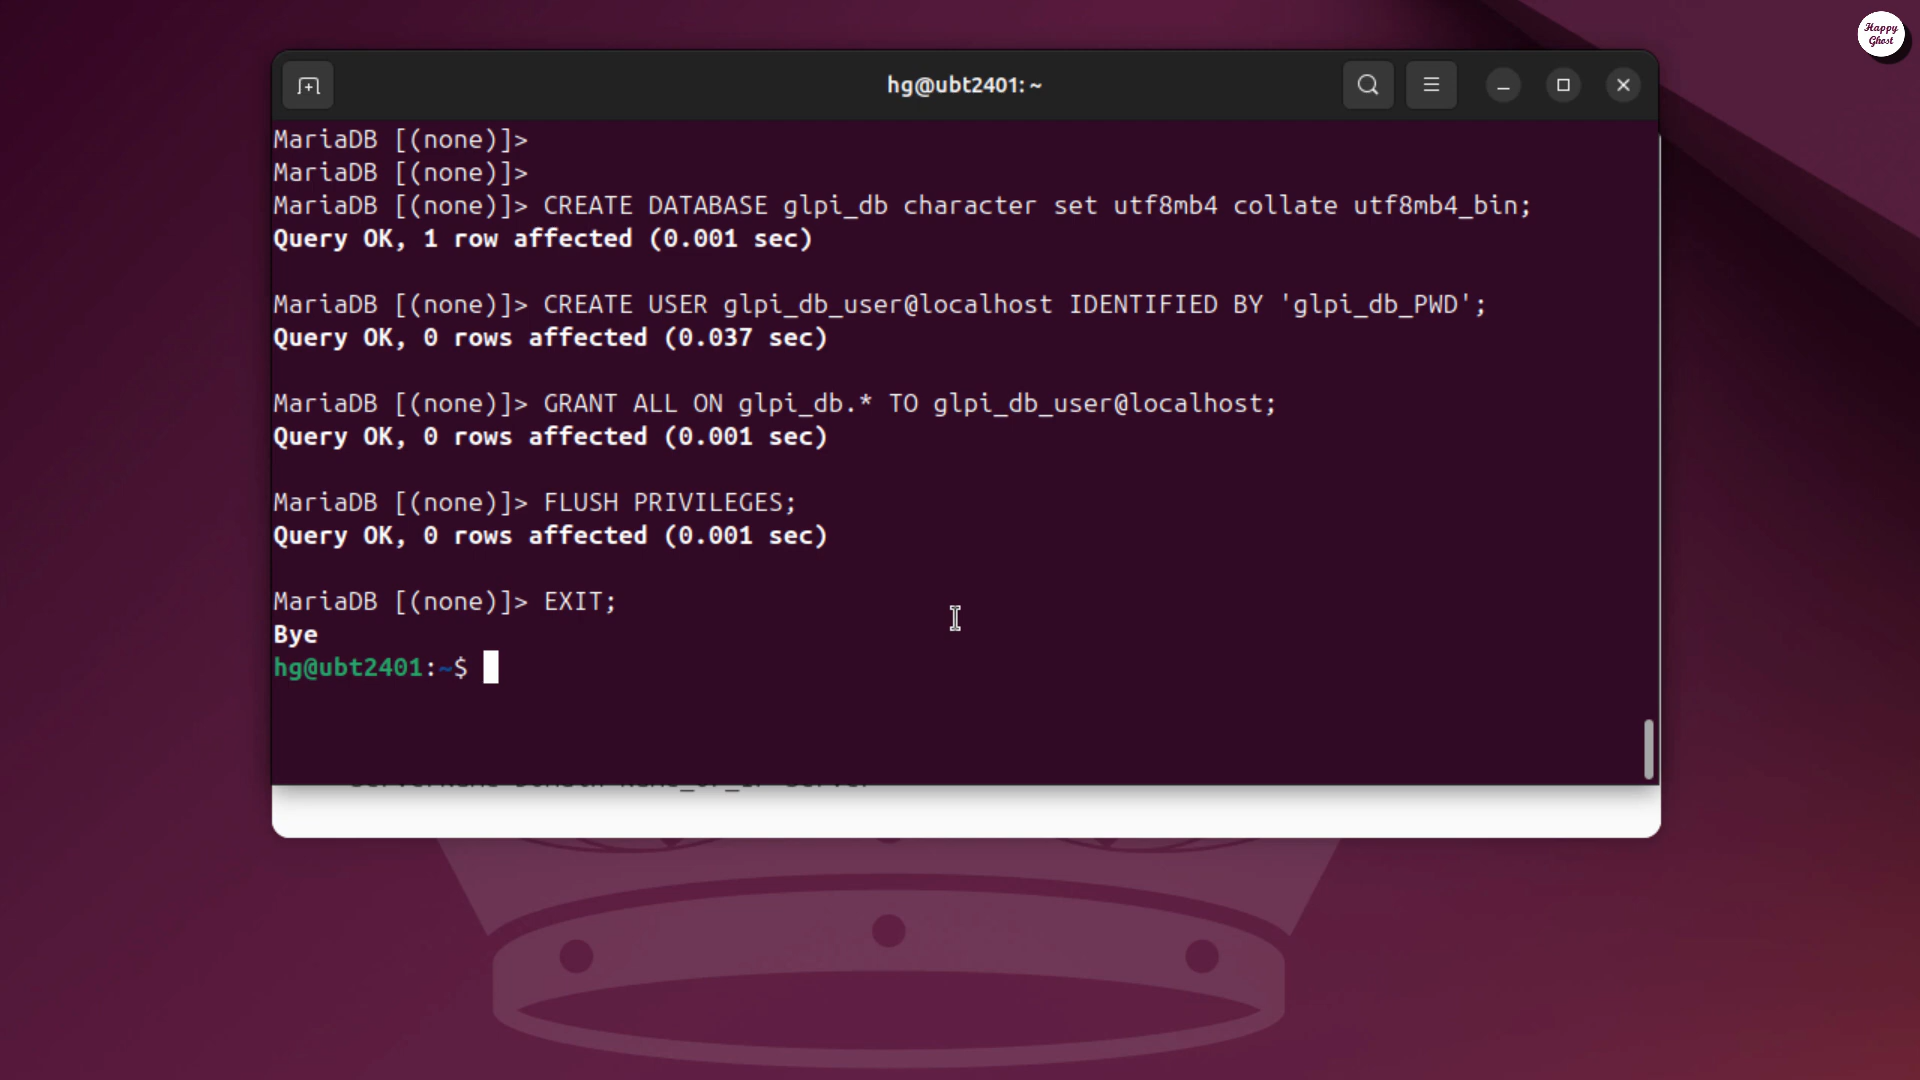 Happy
Ghost
hg@ubt2401: ~
MariaDB [(none)]>
MariaDB [(none)]>
MariaDB [(none)]> CREATE DATABASE glpi_db character set utf8mb4 collate utf8mb4_bin;
Query OK, 1 row affected (0.001 sec)
MariaDB [(none)]> CREATE USER glpi_db_user@localhost IDENTIFIED BY 'glpi_db_PWD';
Query OK, 0 rows affected (0.037 sec)
MariaDB [(none)]> GRANT ALL ON glpi_db.* TO glpi_db_user@localhost;
Query OK, 0 rows affected (0.001 sec)
MariaDB [(none)]> FLUSH PRIVILEGES;
Query OK, 0 rows affected (0.001 sec)
MariaDB [(none)]> EXIT;
Bye
hg@ubt2401:~$